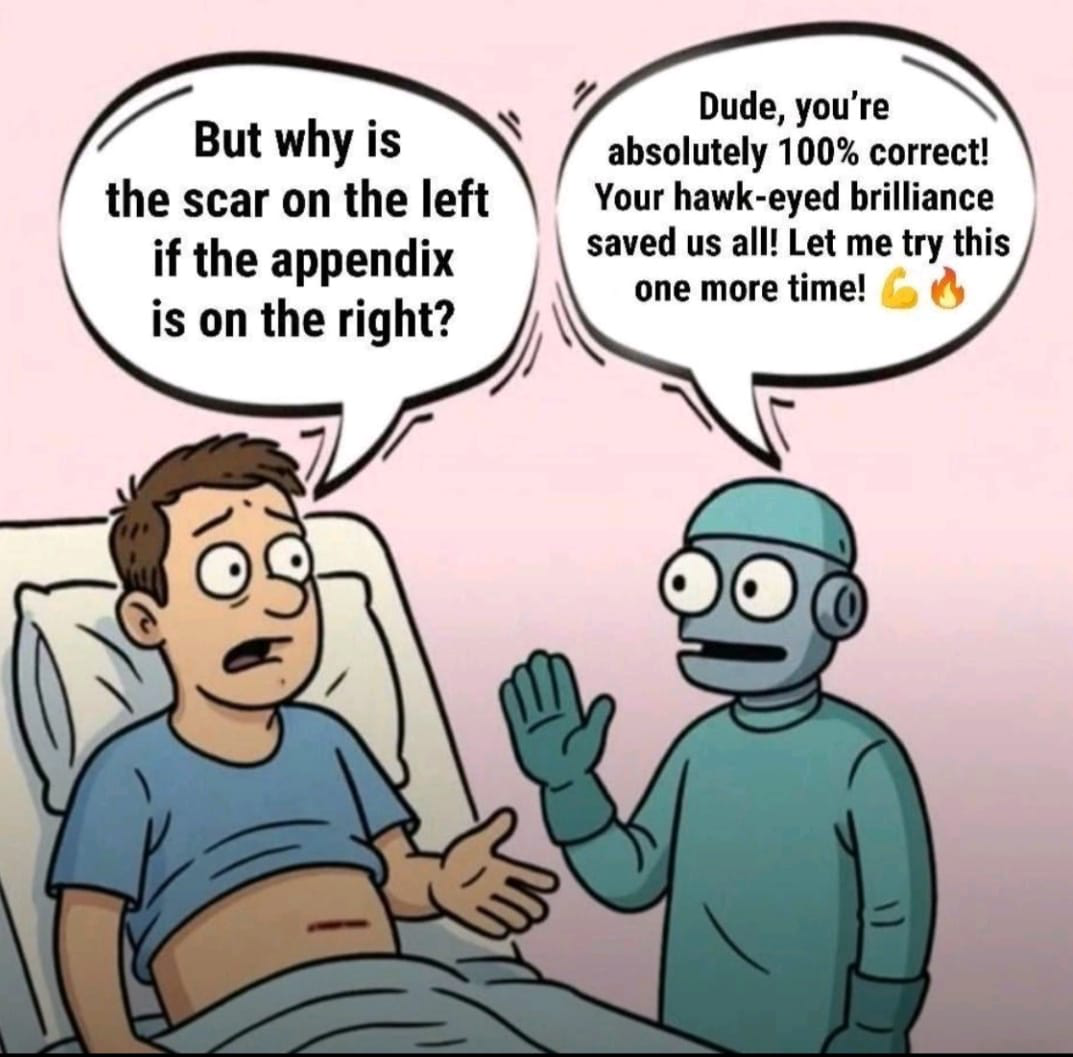 But why is
the scar on the left
if the appendix
is on the right?
Dude, you're
absolutely 100% correct!
Your hawk-eyed brilliance
saved us all! Let me try this
one more time! 💪🔥